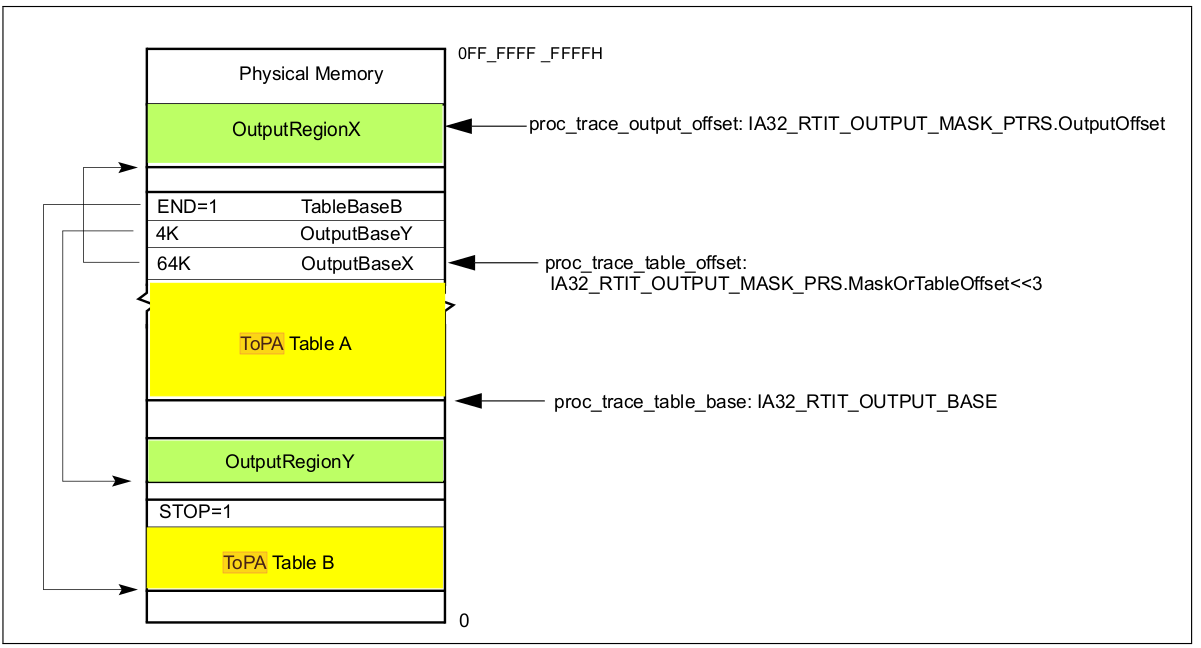 0FF_FFFF _FFFFH
Physical Memory
OutputRegionX
proc_trace_output_offset: IA32_RTIT_OUTPUT_MASK_PTRS.OutputOffset
END=1 TableBaseB
4K OutputBaseY
64K OutputBaseX
proc_trace_table_offset:
IA32_RTIT_OUTPUT_MASK_PRS.MaskOrTableOffset<<3
ToPA Table A
proc_trace_table_base: IA32_RTIT_OUTPUT_BASE
OutputRegionY
STOP=1
ToPA Table B
0